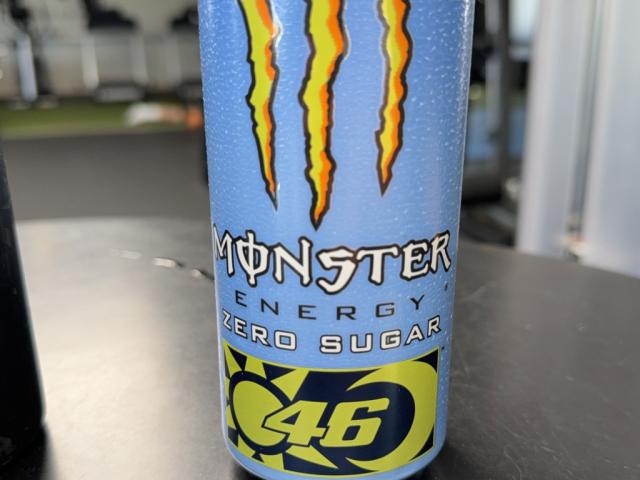 MONSTER
ENERGY
ZERO SUGAR
46